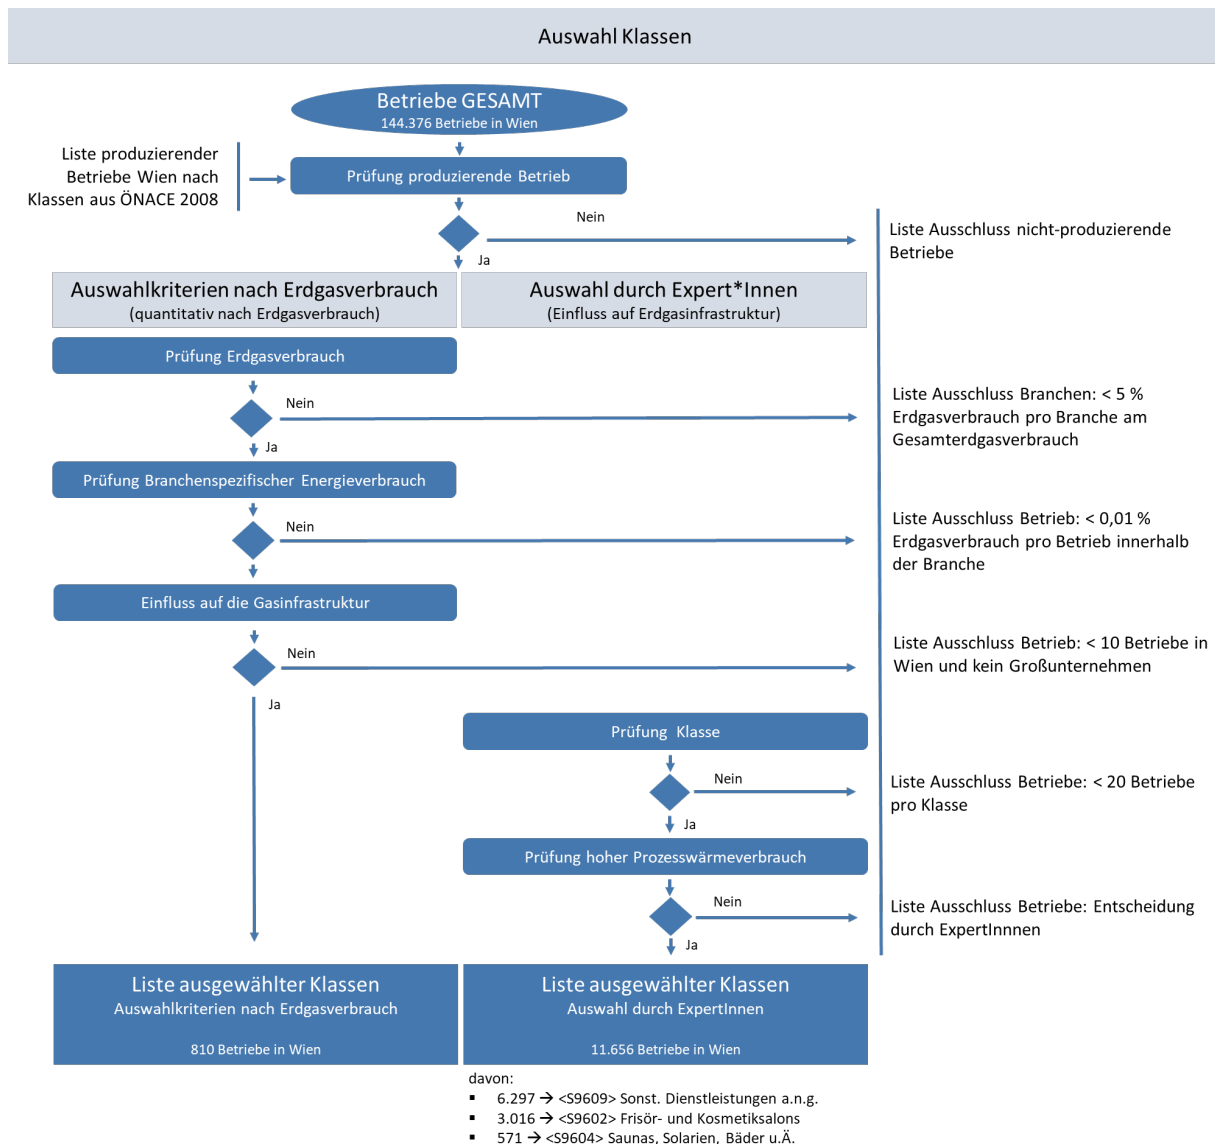 Auswahl Klassen
Betriebe GESAMT
144.376 Betriebe in Wien
Liste produzierender
Betriebe Wien nach
Klassen aus ÖNACE 2008
Prüfung produzierende Betrieb
Nein
Liste Ausschluss nicht-produzierende
Betriebe
Ja
Auswahlkriterien nach Erdgasverbrauch
(quantitativ nach Erdgasverbrauch)
Auswahl durch Expert*Innen
(Einfluss auf Erdgasinfrastruktur)
Prüfung Erdgasverbrauch
Nein
Liste Ausschluss Branchen: < 5 %
Erdgasverbrauch pro Branche am
Gesamterdgasverbrauch
Ja
Prüfung Branchenspezifischer Energieverbrauch
Nein
Liste Ausschluss Betrieb: < 0,01 %
Erdgasverbrauch pro Betrieb innerhalb
der Branche
Einfluss auf die Gasinfrastruktur
Nein
Liste Ausschluss Betrieb: < 10 Betriebe in
Wien und kein Großunternehmen
Ja
Prüfung Klasse
Nein
Liste Ausschluss Betriebe: < 20 Betriebe
pro Klasse
Ja
Prüfung hoher Prozesswärmeverbrauch
Nein
Liste Ausschluss Betriebe: Entscheidung
durch ExpertInnnen
Ja
Liste ausgewählter Klassen
Auswahlkriterien nach Erdgasverbrauch
810 Betriebe in Wien
Liste ausgewählter Klassen
Auswahl durch ExpertInnen
11.656 Betriebe in Wien
davon:
▪ 6.297 → <S9609> Sonst. Dienstleistungen a.n.g.
▪ 3.016 → <S9602> Frisör- und Kosmetiksalons
▪ 571 → <S9604> Saunas, Solarien, Bäder u.Ä.